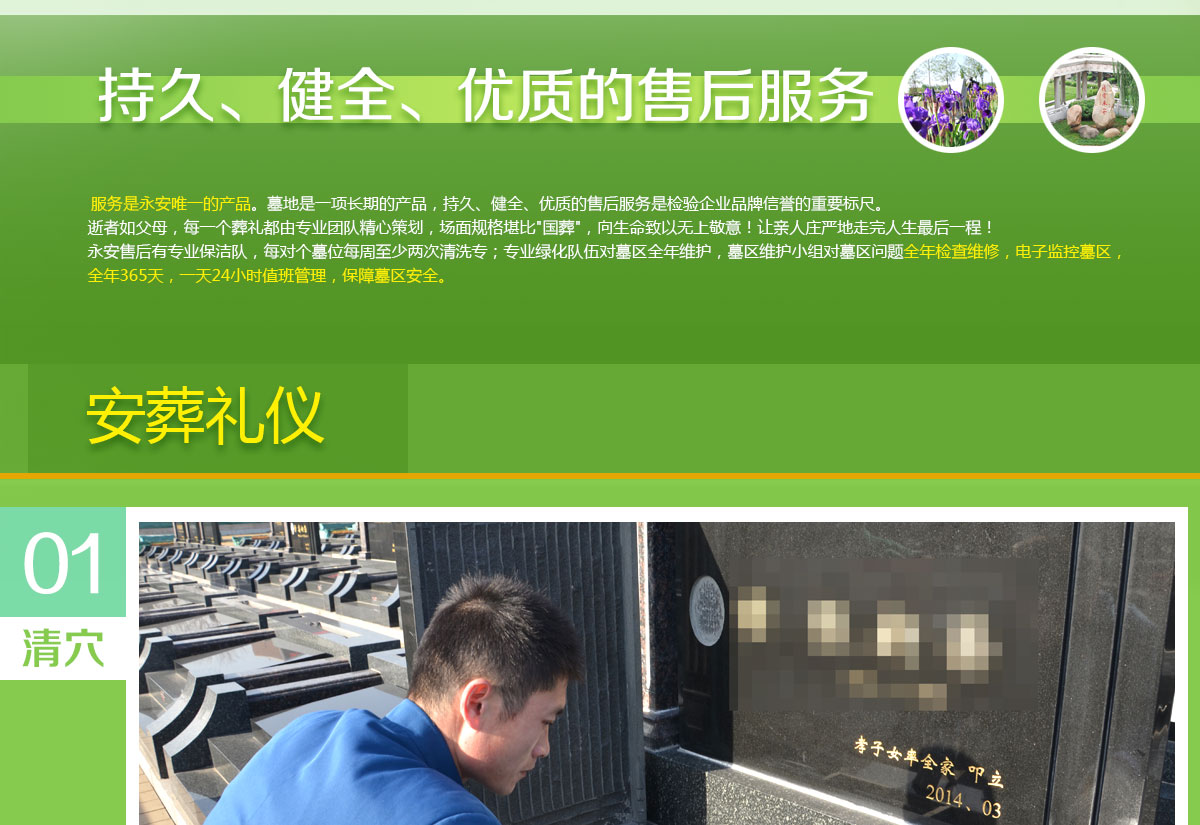 持久、健全、优质的售后服务
服务是永安唯一的产品。墓地是一项长期的产品，持久、健全、优质的售后服务是检验企业品牌信誉的重要标尺。
逝者如父母，每一个葬礼都由专业团队精心策划，场面规格堪比"国葬"，向生命致以无上敬意！让亲人庄严地走完人生最后一程！
永安售后有专业保洁队，每对个墓位每周至少两次清洗专；专业绿化队伍对墓区全年维护，墓区维护小组对墓区问题全年检查维修，电子监控墓区，
全年365天，一天24小时值班管理，保障墓区安全。
安葬礼仪
01
清穴
孝子女率全家 叩立
2014、03